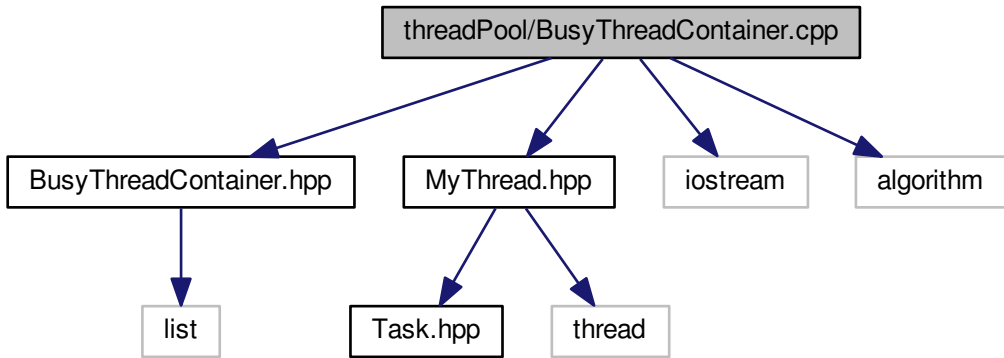 threadPool/BusyThreadContainer.cpp
BusyThreadContainer.hpp
MyThread.hpp
iostream
algorithm
list
Task.hpp
thread